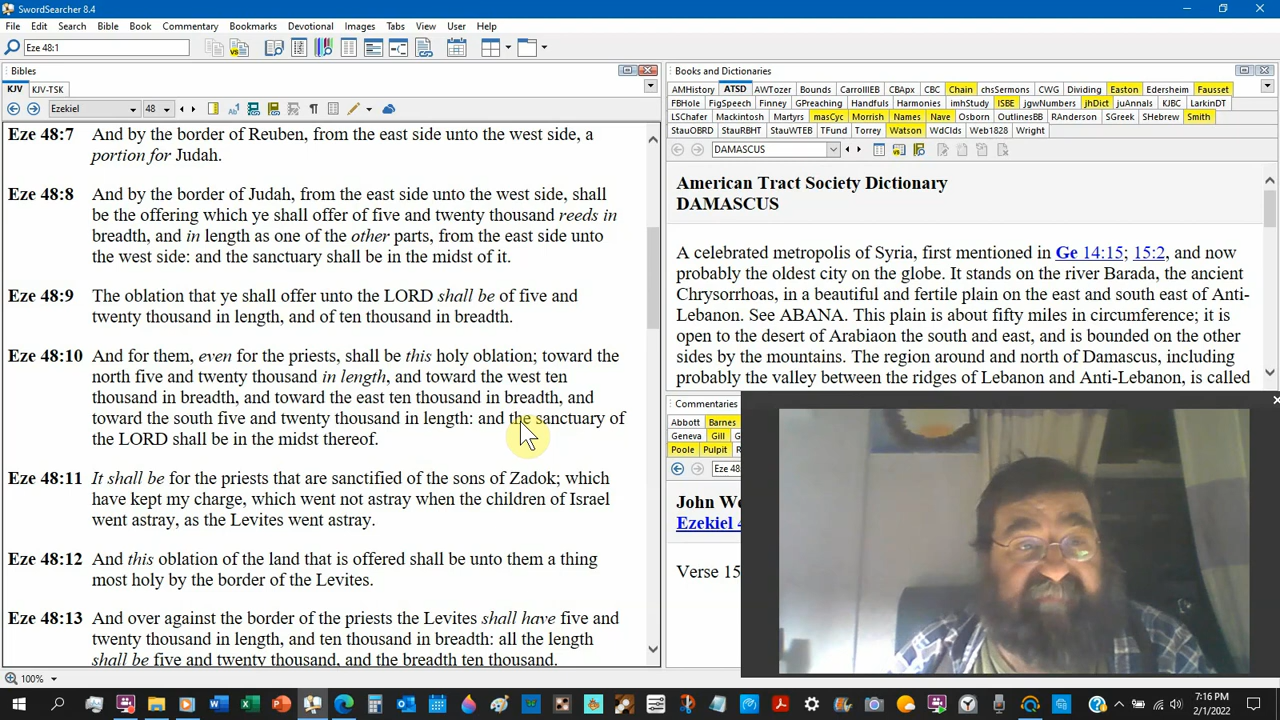 SwordSearcher 8.4
File Edit Search Bible Book Commentary Bookmarks Devotional Images Tabs View User Help
Eze 48:1
Bibles
KJV KJV-TSK
Ezekiel 48
Eze 48:7 And by the border of Reuben, from the east side unto the west side, a
portion for Judah.
Eze 48:8 And by the border of Judah, from the east side unto the west side, shall
be the offering which ye shall offer of five and twenty thousand reeds in
breadth, and in length as one of the other parts, from the east side unto
the west side: and the sanctuary shall be in the midst of it.
Eze 48:9 The oblation that ye shall offer unto the LORD shall be of five and
twenty thousand in length, and of ten thousand in breadth.
Eze 48:10 And for them, even for the priests, shall be this holy oblation; toward the
north five and twenty thousand in length, and toward the west ten
thousand in breadth, and toward the east ten thousand in breadth, and
toward the south five and twenty thousand in length: and the sanctuary of
the LORD shall be in the midst thereof.
Eze 48:11 It shall be for the priests that are sanctified of the sons of Zadok; which
have kept my charge, which went not astray when the children of Israel
went astray, as the Levites went astray.
Eze 48:12 And this oblation of the land that is offered shall be unto them a thing
most holy by the border of the Levites.
Eze 48:13 And over against the border of the priests the Levites shall have five and
twenty thousand in length, and ten thousand in breadth: all the length
shall be five and twenty thousand, and the breadth ten thousand.
100%
Books and Dictionaries
AMHistory ATSD AWTozer Bounds CarrollIEB CBApx CBC Chain chsSermons CWG Dividing Easton Edersheim Fausset
FBHole FigSpeech Finney GPreaching Handfuls Harmonies imhStudy ISBE jgwNumbers jhDict juAnnals KJBC LarkinDT
LSChafer Mackintosh Martyrs masCyc Morrish Names Nave Osborn OutlinesBB RAnderson SGreek SHebrew Smith
StauOBRD StauRBHT StauWTEB TFund Torrey Watson WdClds Web1828 Wright
DAMASCUS
American Tract Society Dictionary
DAMASCUS
A celebrated metropolis of Syria, first mentioned in Ge 14:15; 15:2, and now
probably the oldest city on the globe. It stands on the river Barada, the ancient
Chrysorrhoas, in a beautiful and fertile plain on the east and south east of Anti-
Lebanon. See ABANA. This plain is about fifty miles in circumference; it is
open to the desert of Arabiaon the south and east, and is bounded on the other
sides by the mountains. The region around and north of Damascus, including
probably the valley between the ridges of Lebanon and Anti-Lebanon, is called
Commentaries
Abbott Barnes
Geneva Gill G
Poole Pulpit R
Eze 48
John We
Ezekiel 4
Verse 15
7:16 PM
2/1/2022